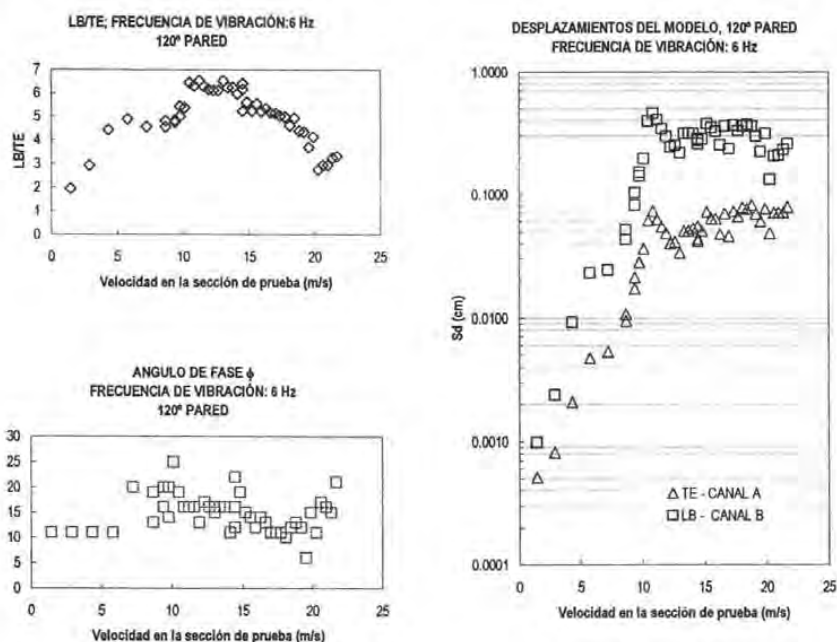 LB/TE; FRECUENCIA DE VIBRACIÓN:6 Hz
120º PARED
LB/TE
7
6
5
4
3
2
1
0
0 5 10 15 20 25
Velocidad en la sección de prueba (m/s)
ANGULO DE FASE ϕ
FRECUENCIA DE VIBRACIÓN: 6 Hz
120º PARED
30
25
20
15
10
5
0
0 5 10 15 20 25
Velocidad en la sección de prueba (m/s)
DESPLAZAMIENTOS DEL MODELO, 120º PARED
FRECUENCIA DE VIBRACIÓN: 6 Hz
Sd (cm)
1.0000
0.1000
0.0100
0.0010
0.0001
△ TE - CANAL A
□ LB - CANAL B
0 5 10 15 20 25
Velocidad en la sección de prueba (m/s)